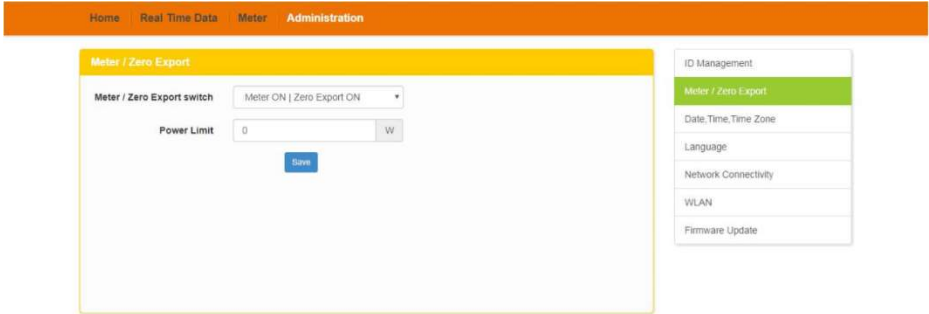 Home Real Time Data Meter Administration
Meter / Zero Export
Meter / Zero Export switch Meter ON | Zero Export ON
Power Limit 0 W
Save
ID Management
Meter / Zero Export
Date,Time,Time Zone
Language
Network Connectivity
WLAN
Firmware Update